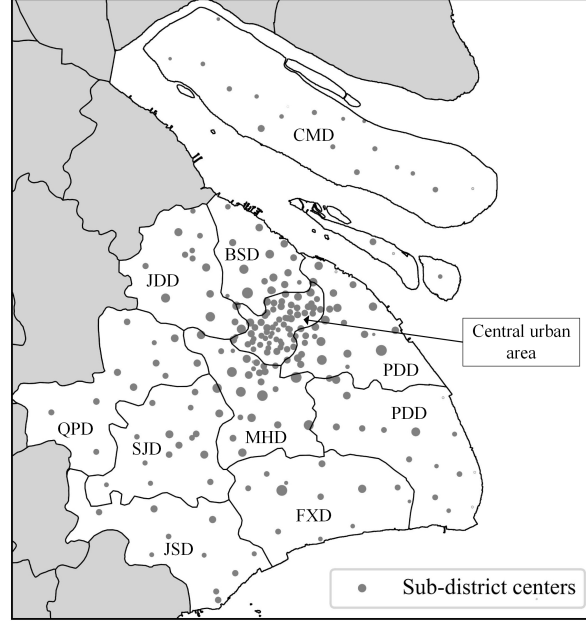 CMD
BSD
JDD
Central urban
area
PDD
PDD
QPD
SJD
MHD
FXD
JSD
Sub-district centers